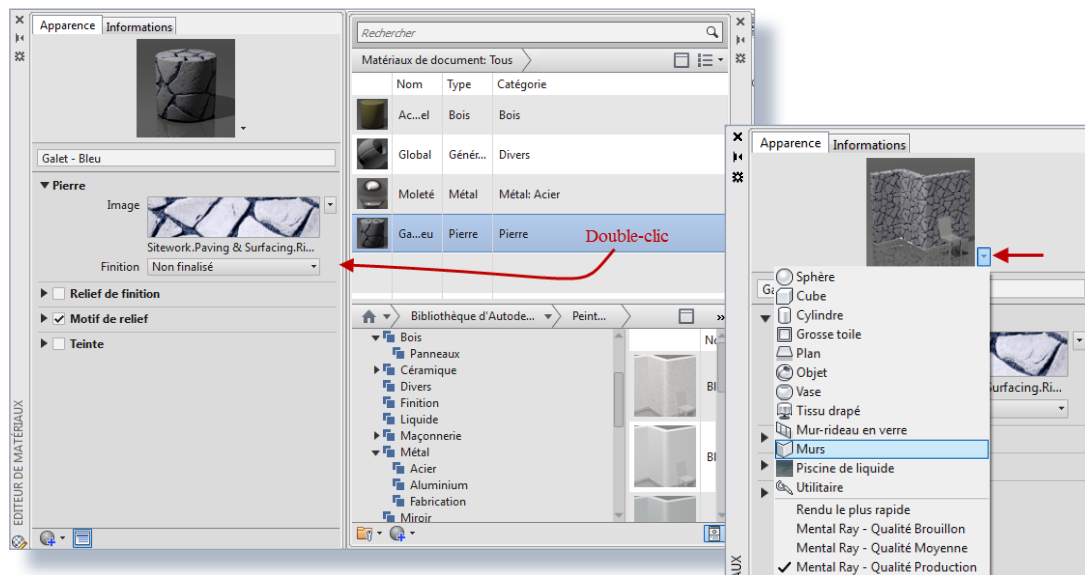 Apparence Informations
Galet - Bleu
Pierre
Image
Sitework.Paving & Surfacing.Ri...
Finition Non finalisé
Relief de finition
Motif de relief
Teinte
EDITEUR DE MATÉRIAUX
Rechercher
Matériaux de document: Tous
Nom Type Catégorie
Ac...el Bois Bois
Global Génér... Divers
Moleté Métal Métal: Acier
Ga...eu Pierre Pierre
Double-clic
Bibliothèque d'Autode... Peint... »
Bois
Panneaux
Céramique
Divers
Finition
Liquide
Maçonnerie
Métal
Acier
Aluminium
Fabrication
Miroir
Apparence Informations
Sphère
Cube
Cylindre
Grosse toile
Plan
Objet
Vase
Tissu drapé
Mur-rideau en verre
Murs
Piscine de liquide
Utilitaire
Rendu le plus rapide
Mental Ray - Qualité Brouillon
Mental Ray - Qualité Moyenne
Mental Ray - Qualité Production
urfacing.Ri...